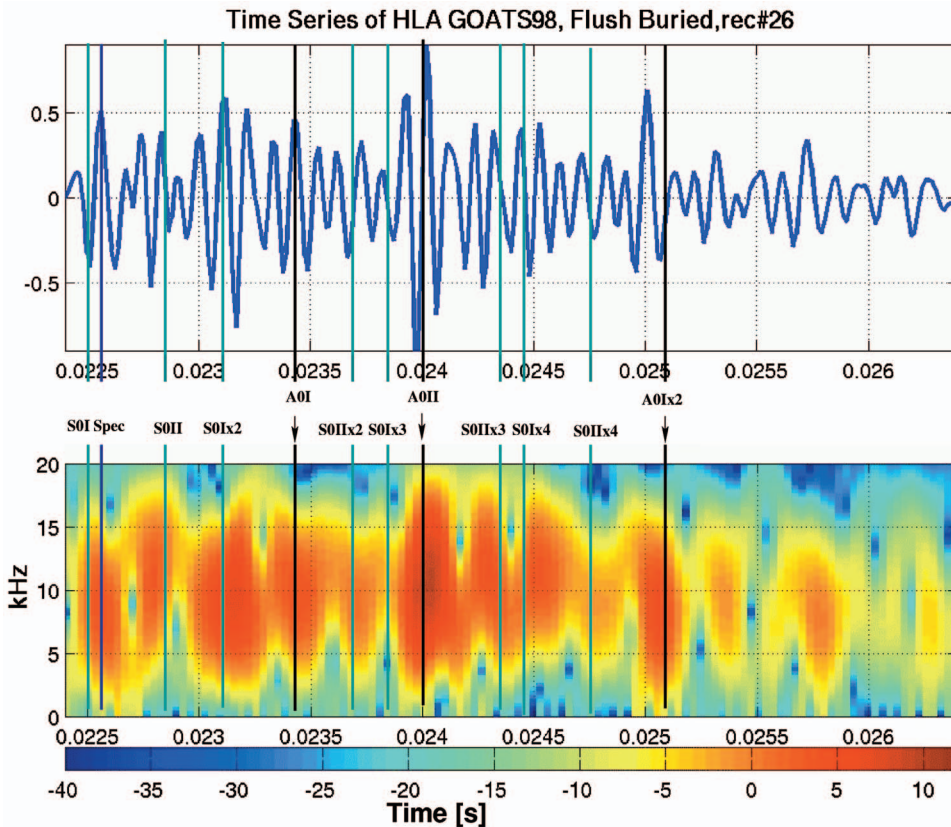 Time Series of HLA GOATS98, Flush Buried,rec#26
0.5
0
-0.5
0.0225 0.023 0.0235 0.024 0.0245 0.025 0.0255 0.026
A0I A0II A0Ix2
S0I Spec S0II S0Ix2 S0IIx2 S0Ix3 S0IIx3 S0Ix4 S0IIx4
20
15
10
5
0
kHz
0.0225 0.023 0.0235 0.024 0.0245 0.025 0.0255 0.026
-40 -35 -30 -25 -20 -15 -10 -5 0 5 10
Time [s]